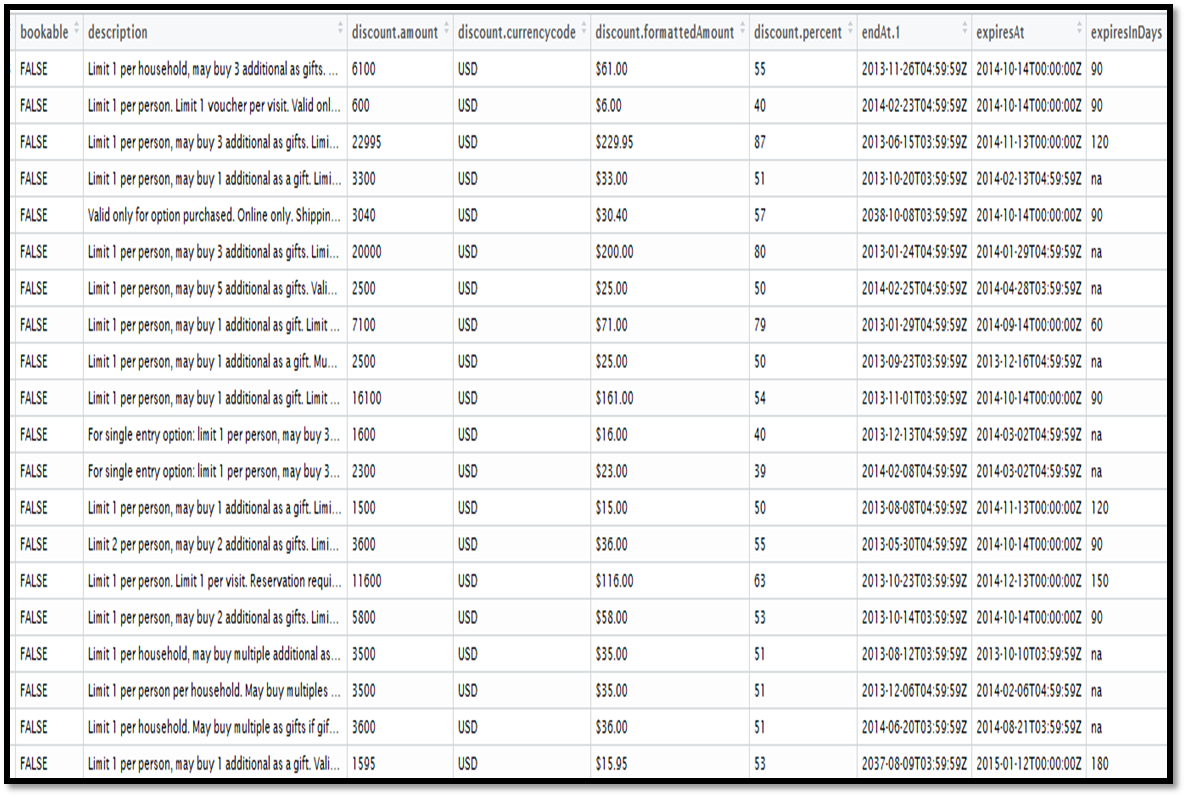 bookable description discount.amount discount.currencycode discount.formattedAmount discount.percent endAt.1 expiresAt expiresInDays
FALSE Limit 1 per household, may buy 3 additional as gifts. ... 6100 USD $61.00 55 2013-11-26T04:59:59Z 2014-10-14T00:00:00Z 90
FALSE Limit 1 per person. Limit 1 voucher per visit. Valid onl... 600 USD $6.00 40 2014-02-23T04:59:59Z 2014-10-14T00:00:00Z 90
FALSE Limit 1 per person, may buy 3 additional as gifts. Limi... 22995 USD $229.95 87 2013-06-15T03:59:59Z 2014-11-13T00:00:00Z 120
FALSE Limit 1 per person, may buy 1 additional as a gift. Limi... 3300 USD $33.00 51 2013-10-20T03:59:59Z 2014-02-13T04:59:59Z na
FALSE Valid only for option purchased. Online only. Shippin... 3040 USD $30.40 57 2038-10-08T03:59:59Z 2014-10-14T00:00:00Z 90
FALSE Limit 1 per person, may buy 3 additional as gifts. Limi... 20000 USD $200.00 80 2013-01-24T04:59:59Z 2014-01-29T04:59:59Z na
FALSE Limit 1 per person, may buy 5 additional as gifts. Vali... 2500 USD $25.00 50 2014-02-25T04:59:59Z 2014-04-28T03:59:59Z na
FALSE Limit 1 per person, may buy 1 additional as gift. Limit ... 7100 USD $71.00 79 2013-01-29T04:59:59Z 2014-09-14T00:00:00Z 60
FALSE Limit 1 per person, may buy 1 additional as a gift. Mu... 2500 USD $25.00 50 2013-09-23T03:59:59Z 2013-12-16T04:59:59Z na
FALSE Limit 1 per person, may buy 1 additional as gift. Limit ... 16100 USD $161.00 54 2013-11-01T03:59:59Z 2014-10-14T00:00:00Z 90
FALSE For single entry option: limit 1 per person, may buy 3... 1600 USD $16.00 40 2013-12-13T04:59:59Z 2014-03-02T04:59:59Z na
FALSE For single entry option: limit 1 per person, may buy 3... 2300 USD $23.00 39 2014-02-08T04:59:59Z 2014-03-02T04:59:59Z na
FALSE Limit 1 per person, may buy 1 additional as a gift. Limi... 1500 USD $15.00 50 2013-08-08T04:59:59Z 2014-11-13T00:00:00Z 120
FALSE Limit 2 per person, may buy 2 additional as gifts. Limi... 3600 USD $36.00 55 2013-05-30T04:59:59Z 2014-10-14T00:00:00Z 90
FALSE Limit 1 per person. Limit 1 per visit. Reservation requi... 11600 USD $116.00 63 2013-10-23T03:59:59Z 2014-12-13T00:00:00Z 150
FALSE Limit 1 per person, may buy 2 additional as gifts. Limi... 5800 USD $58.00 53 2013-10-14T03:59:59Z 2014-10-14T00:00:00Z 90
FALSE Limit 1 per household, may buy multiple additional as... 3500 USD $35.00 51 2013-08-12T03:59:59Z 2013-10-10T03:59:59Z na
FALSE Limit 1 per person per household. May buy multiples ... 3500 USD $35.00 51 2013-12-06T04:59:59Z 2014-02-06T04:59:59Z na
FALSE Limit 1 per household. May buy multiple as gifts if gif... 3600 USD $36.00 51 2014-06-20T03:59:59Z 2014-08-21T03:59:59Z na
FALSE Limit 1 per person, may buy 1 additional as a gift. Vali... 1595 USD $15.95 53 2037-08-09T03:59:59Z 2015-01-12T00:00:00Z 180